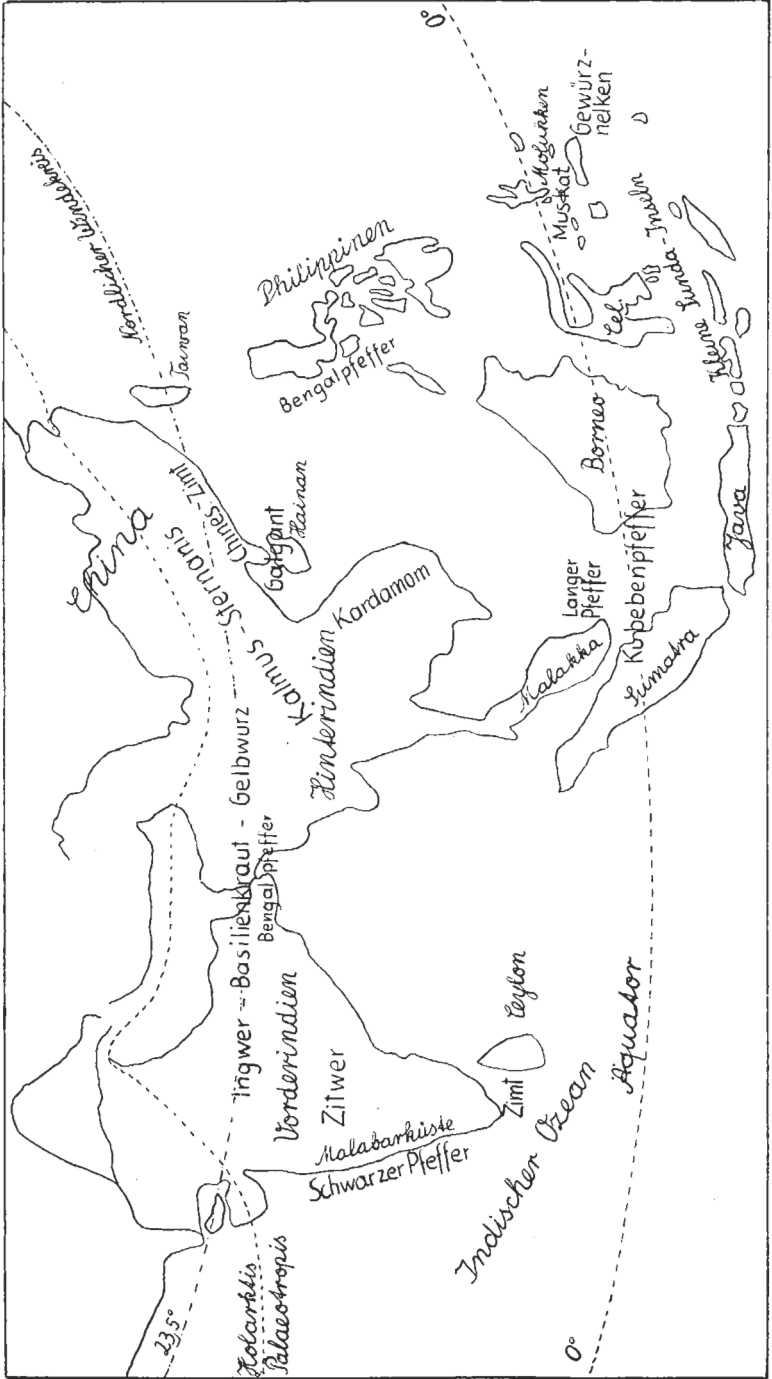 Nördlicher Wendekreis
23,5°
Holarktis
Palaeotropis
China
Taiwan
Chines. Zimt
Kalmus - Sternanis
Galgant
Hainan
Ingwer - Basilienkraut - Gelbwurz
Bengalpfeffer
Vorderindien
Zitwer
Malabarküste
Schwarzer Pfeffer
Hinterindien
Kardamom
Philippinen
Bengalpfeffer
Zimt
Ceylon
Malakka
Langer
Pfeffer
Kubebenpfeffer
Sumatra
Borneo
Cel.
Java
Kleine Sunda-Inseln
Molukken
Muskat
Gewürz-
nelken
Indischer Ozean
Äquator
0°
0°